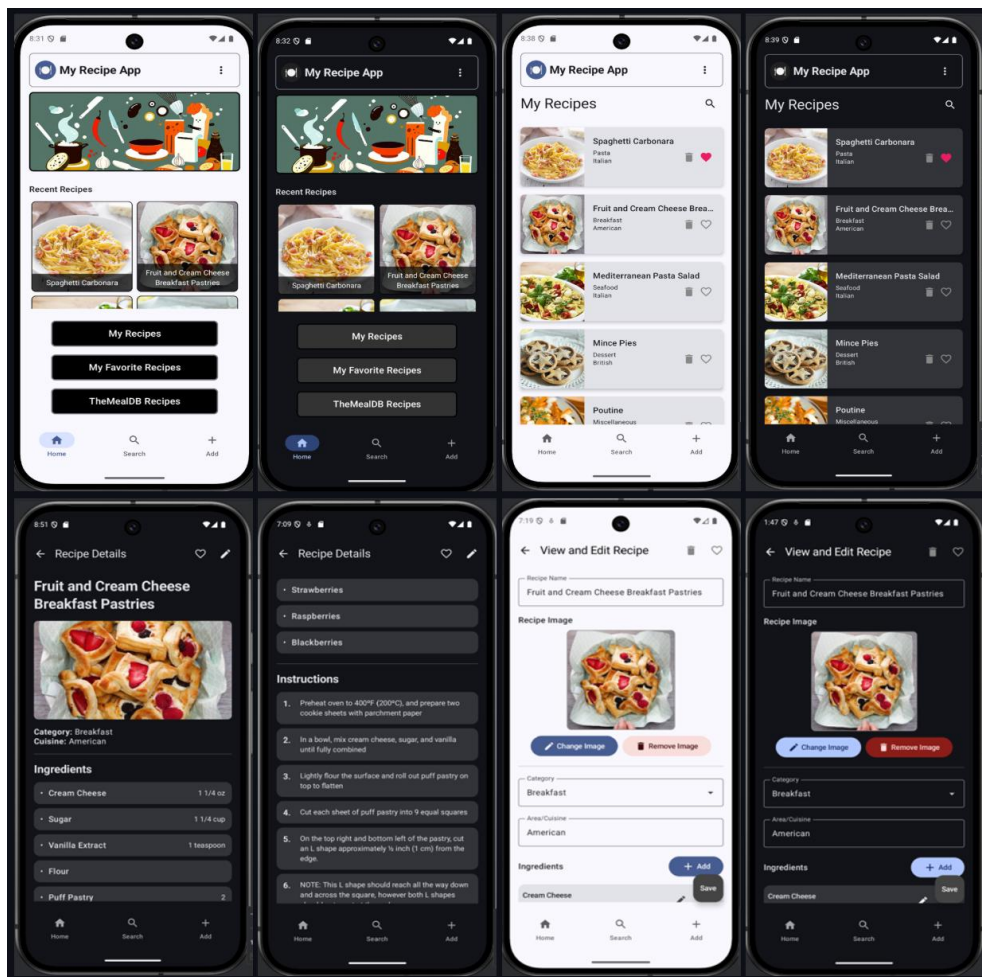 8:31
My Recipe App
Recent Recipes
Spaghetti Carbonara
Fruit and Cream Cheese
Breakfast Pastries
My Recipes
My Favorite Recipes
TheMealDB Recipes
Home
Search
Add
8:32
My Recipe App
Recent Recipes
Spaghetti Carbonara
Fruit and Cream Cheese
Breakfast Pastries
My Recipes
My Favorite Recipes
TheMealDB Recipes
Home
Search
Add
8:38
My Recipe App
My Recipes
Spaghetti Carbonara
Pasta
Italian
Fruit and Cream Cheese Brea...
Breakfast
American
Mediterranean Pasta Salad
Seafood
Italian
Mince Pies
Dessert
British
Poutine
Miscellaneous
Home
Search
Add
8:39
My Recipe App
My Recipes
Spaghetti Carbonara
Pasta
Italian
Fruit and Cream Cheese Brea...
Breakfast
American
Mediterranean Pasta Salad
Seafood
Italian
Mince Pies
Dessert
British
Poutine
Miscellaneous
Home
Search
Add
8:51
Recipe Details
Fruit and Cream Cheese
Breakfast Pastries
Category: Breakfast
Cuisine: American
Ingredients
• Cream Cheese 1 1/4 oz
• Sugar 1 1/4 cup
• Vanilla Extract 1 teaspoon
• Flour
• Puff Pastry 2
Home
Search
Add
7:09
Recipe Details
• Strawberries
• Raspberries
• Blackberries
Instructions
1. Preheat oven to 400ºF (200ºC), and prepare two
cookie sheets with parchment paper
2. In a bowl, mix cream cheese, sugar, and vanilla
until fully combined
3. Lightly flour the surface and roll out puff pastry on
top to flatten
4. Cut each sheet of puff pastry into 9 equal squares
5. On the top right and bottom left of the pastry, cut
an L shape approximately ½ inch (1 cm) from the
edge.
6. NOTE: This L shape should reach all the way down
and across the square, however both L shapes
Home
Search
Add
7:19
View and Edit Recipe
Recipe Name
Fruit and Cream Cheese Breakfast Pastries
Recipe Image
Change Image
Remove Image
Category
Breakfast
Area/Cuisine
American
Ingredients
+ Add
Cream Cheese
Save
Home
Search
Add
1:47
View and Edit Recipe
Recipe Name
Fruit and Cream Cheese Breakfast Pastries
Recipe Image
Change Image
Remove Image
Category
Breakfast
Area/Cuisine
American
Ingredients
+ Add
Cream Cheese
Save
Home
Search
Add